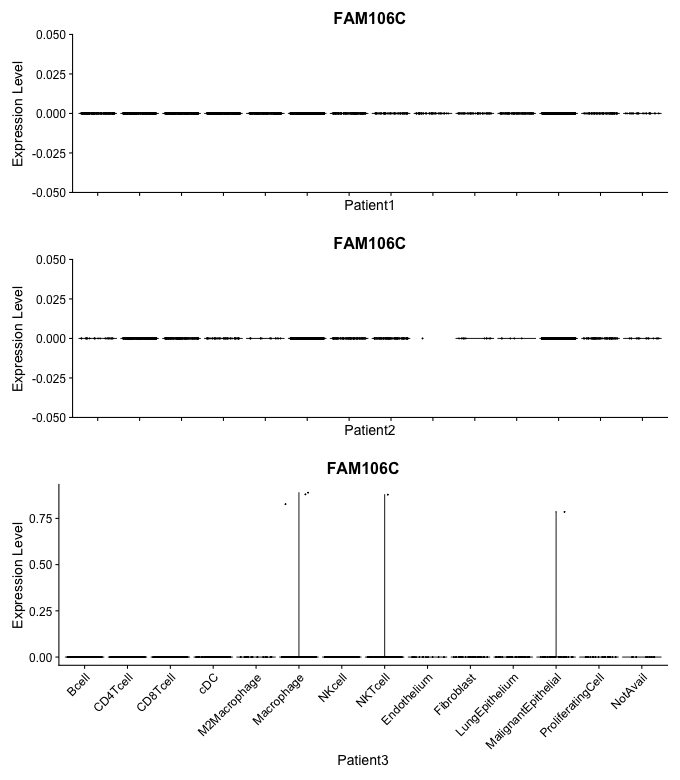 FAM106C
Expression Level
0.050
0.025
0.000
-0.025
-0.050
Patient1
FAM106C
Expression Level
0.050
0.025
0.000
-0.025
-0.050
Patient2
FAM106C
Expression Level
0.75
0.50
0.25
0.00
Bcell
CD4Tcell
CD8Tcell
cDC
M2Macrophage
Macrophage
NKcell
NKTcell
Endothelium
Fibroblast
LungEpithelium
MalignantEpithelial
ProliferatingCell
NotAvail
Patient3